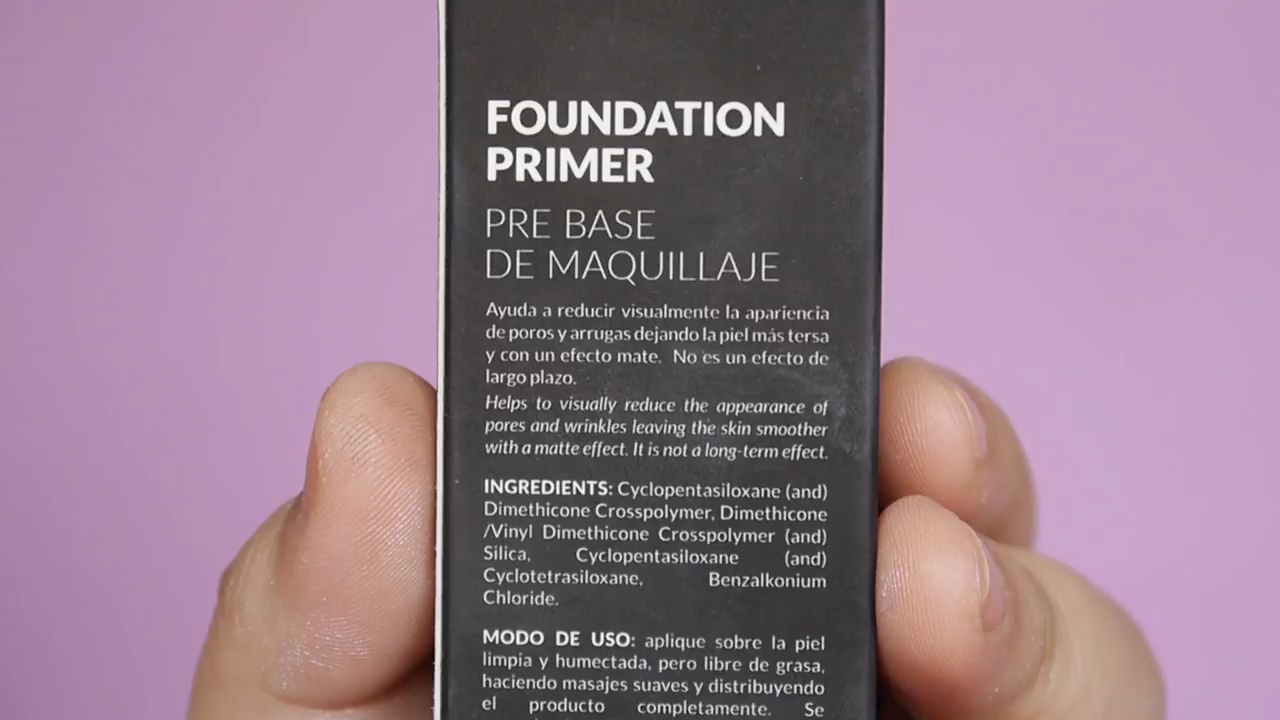 FOUNDATION
PRIMER
PRE BASE
DE MAQUILLAJE
Ayuda a reducir visualmente la apariencia
de poros y arrugas dejando la piel más tersa
y con un efecto mate. No es un efecto de
largo plazo.
Helps to visually reduce the appearance of
pores and wrinkles leaving the skin smoother
with a matte effect. It is not a long-term effect.
INGREDIENTS: Cyclopentasiloxane (and)
Dimethicone Crosspolymer, Dimethicone
/Vinyl Dimethicone Crosspolymer (and)
Silica, Cyclopentasiloxane (and)
Cyclotetrasiloxane, Benzalkonium
Chloride.
MODO DE USO: aplique sobre la piel
limpia y humectada, pero libre de grasa,
haciendo masajes suaves y distribuyendo
el producto completamente. Se